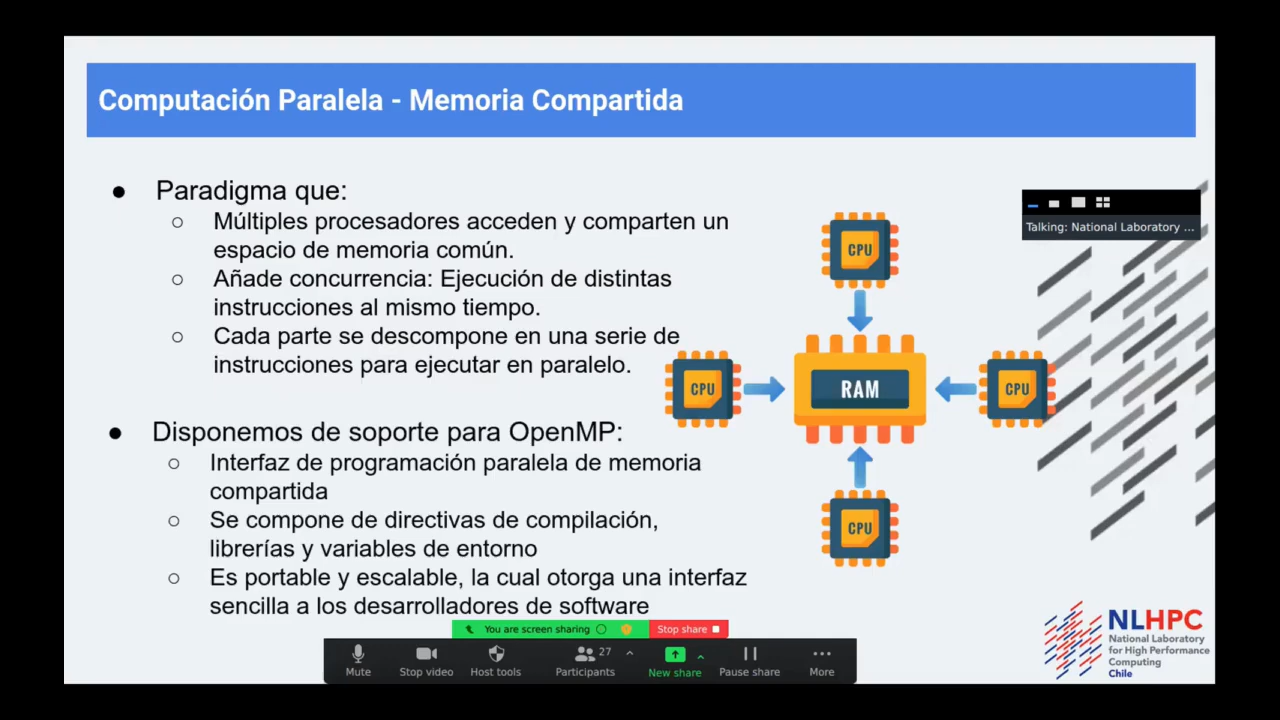 Computación Paralela - Memoria Compartida
● Paradigma que:
○ Múltiples procesadores acceden y comparten un
espacio de memoria común.
○ Añade concurrencia: Ejecución de distintas
instrucciones al mismo tiempo.
○ Cada parte se descompone en una serie de
instrucciones para ejecutar en paralelo.
● Disponemos de soporte para OpenMP:
○ Interfaz de programación paralela de memoria
compartida
○ Se compone de directivas de compilación,
librerías y variables de entorno
○ Es portable y escalable, la cual otorga una interfaz
sencilla a los desarrolladores de software
Talking: National Laboratory ...
CPU
CPU
RAM
CPU
CPU
NLHPC
National Laboratory
for High Performance
Computing
Chile
You are screen sharing
Stop share
Mute
Stop video
Host tools
Participants
27
New share
Pause share
More